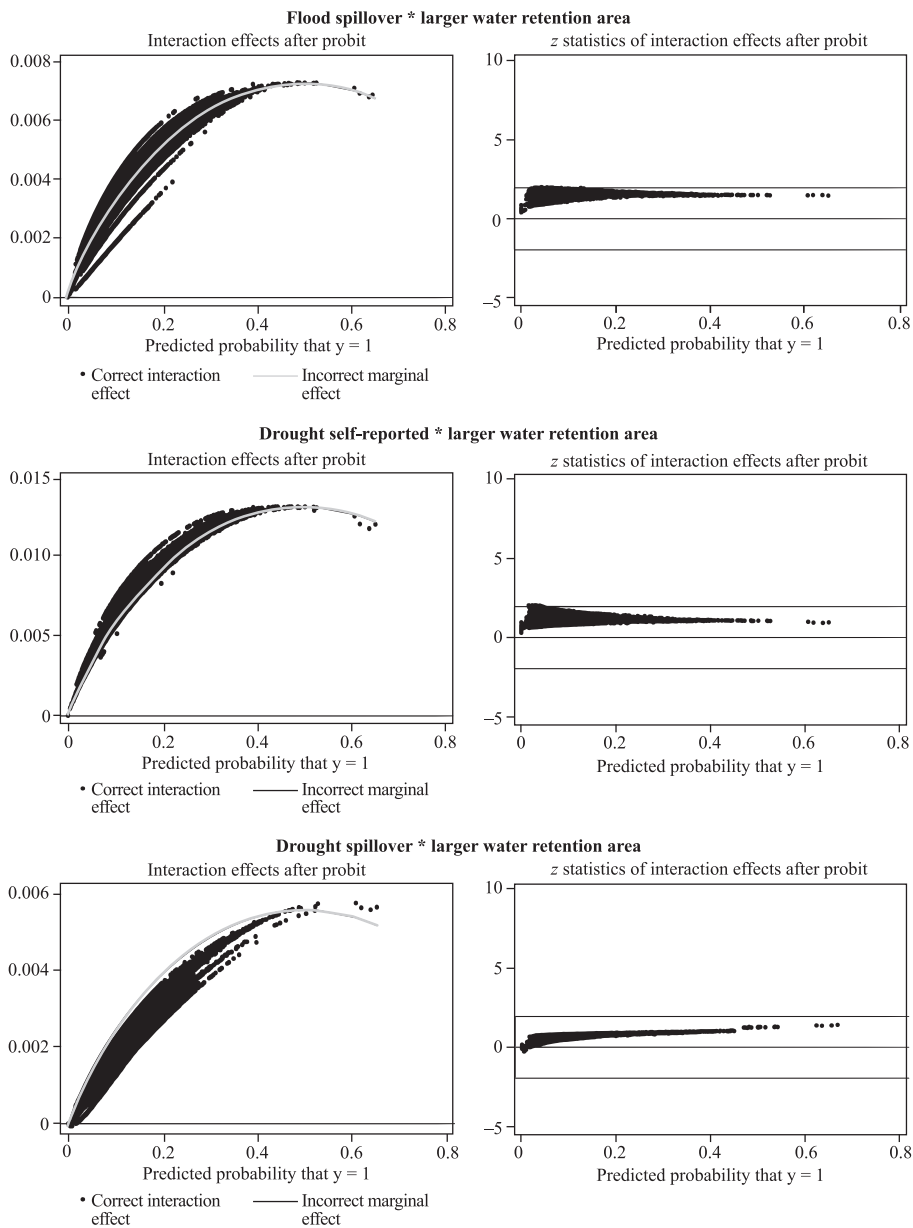 Flood spillover * larger water retention area
Interaction effects after probit
0.008
0.006
0.004
0.002
0
0 0.2 0.4 0.6 0.8
Predicted probability that y = 1
• Correct interaction effect
Incorrect marginal effect
z statistics of interaction effects after probit
10
5
0
–5
0 0.2 0.4 0.6 0.8
Predicted probability that y = 1
Drought self-reported * larger water retention area
Interaction effects after probit
0.015
0.010
0.005
0
0 0.2 0.4 0.6 0.8
Predicted probability that y = 1
• Correct interaction effect
Incorrect marginal effect
z statistics of interaction effects after probit
10
5
0
–5
0 0.2 0.4 0.6 0.8
Predicted probability that y = 1
Drought spillover * larger water retention area
Interaction effects after probit
0.006
0.004
0.002
0
0 0.2 0.4 0.6 0.8
Predicted probability that y = 1
• Correct interaction effect
Incorrect marginal effect
z statistics of interaction effects after probit
10
5
0
–5
0 0.2 0.4 0.6 0.8
Predicted probability that y = 1